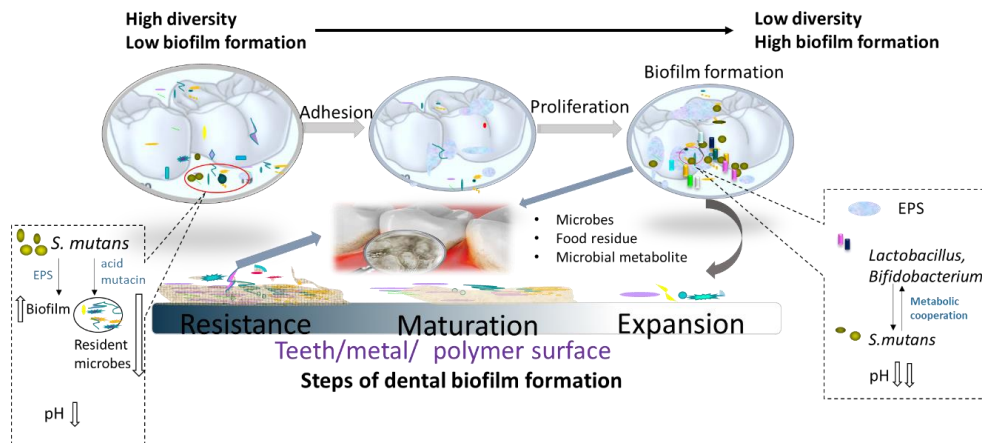 High diversity
Low biofilm formation
Low diversity
High biofilm formation
Biofilm formation
Adhesion
Proliferation
• Microbes
• Food residue
• Microbial metabolite
S. mutans
EPS
acid
mutacin
Biofilm
Resident
microbes
pH
EPS
Lactobacillus,
Bifidobacterium
Metabolic
cooperation
S.mutans
pH
Resistance
Maturation
Expansion
Teeth/metal/ polymer surface
Steps of dental biofilm formation